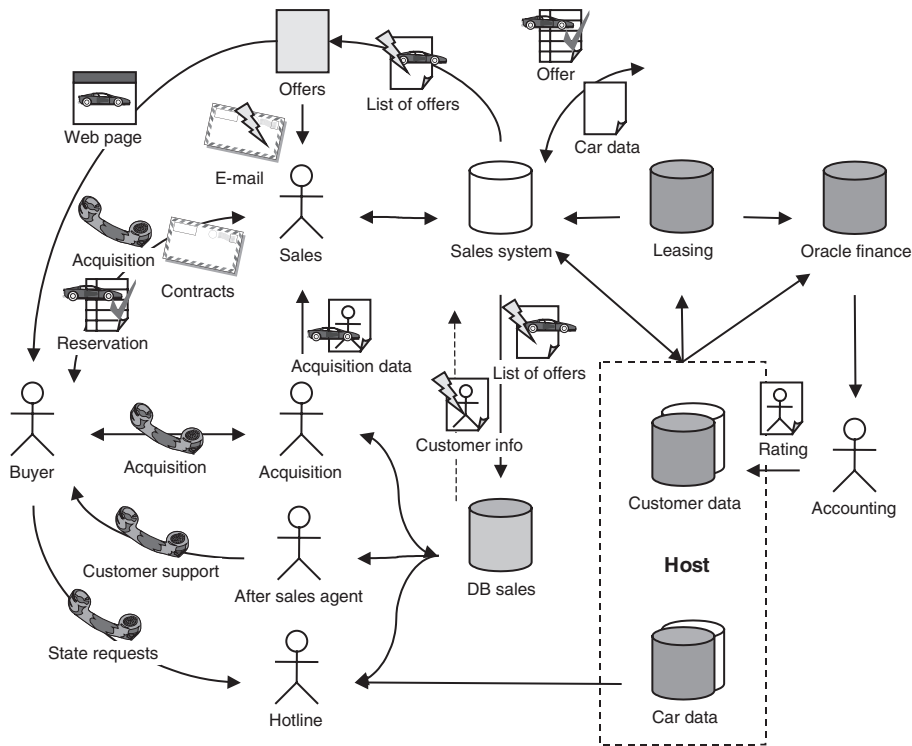 Offers
List of offers
Offer
Car data
Web page
E-mail
Acquisition
Sales
Sales system
Leasing
Oracle finance
Contracts
Reservation
Acquisition data
List of offers
Customer info
Rating
Buyer
Acquisition
Acquisition
Customer data
Accounting
Customer support
After sales agent
DB sales
Host
State requests
Hotline
Car data